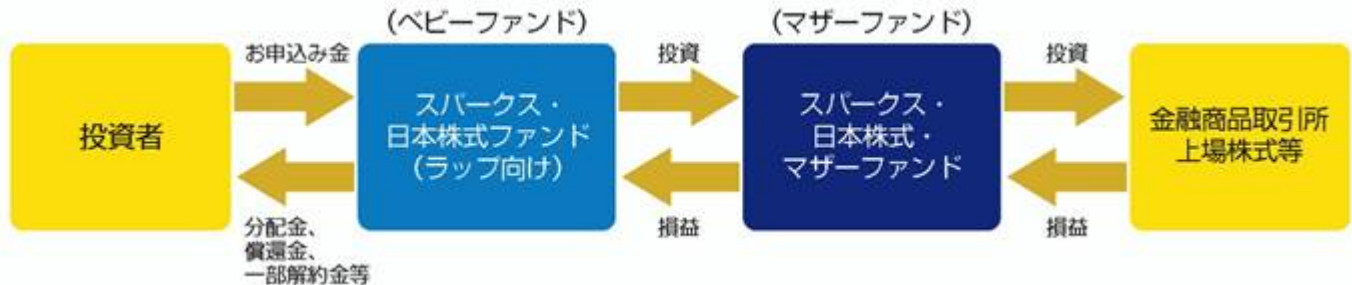 (ベビーファンド)
(マザーファンド)
お申込み金
投資
投資
投資者
スパークス・
日本株式ファンド
(ラップ向け)
スパークス・
日本株式・
マザーファンド
金融商品取引所
上場株式等
分配金、
償還金、
一部解約金等
損益
損益